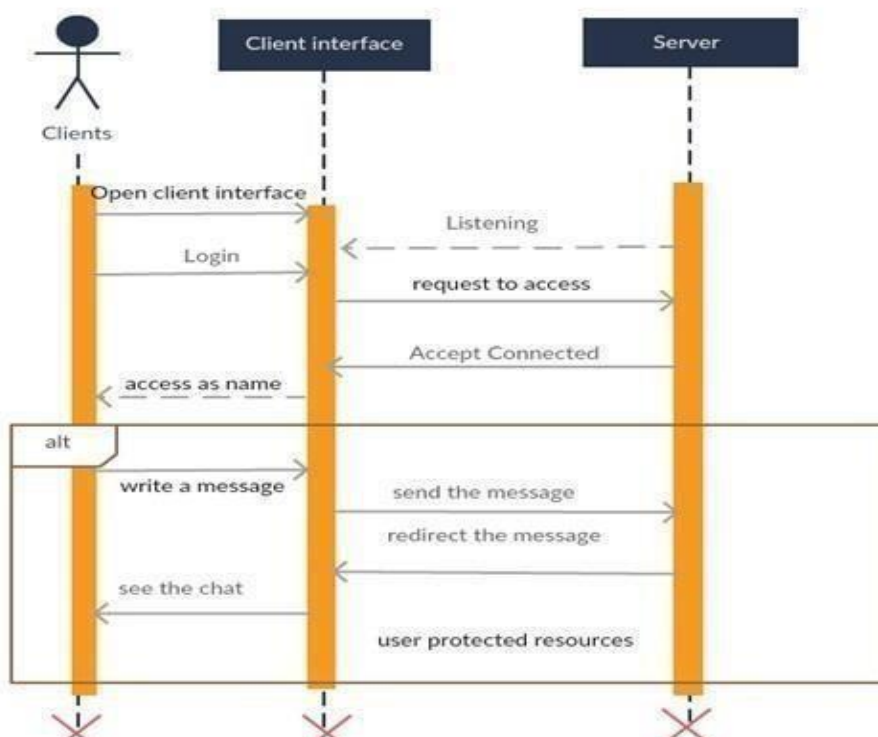 Client interface
Server
Clients
Open client interface
Listening
Login
request to access
Accept Connected
access as name
alt
write a message
send the message
redirect the message
see the chat
user protected resources